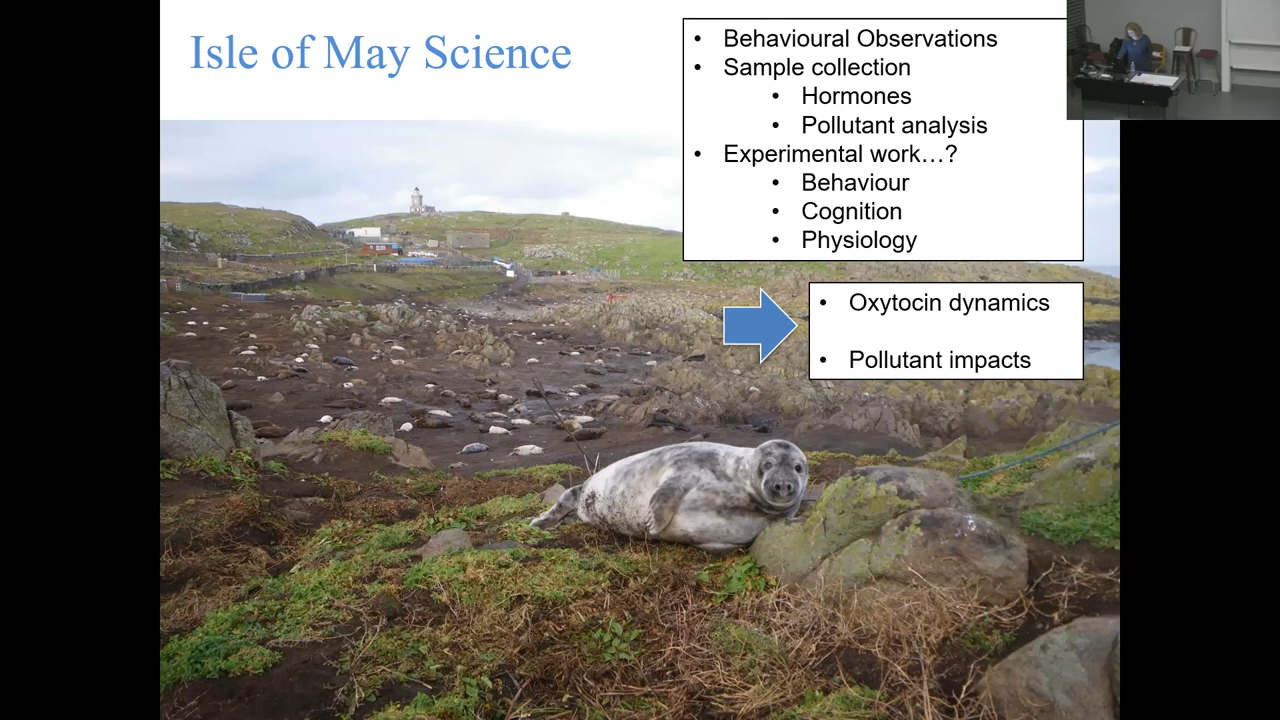 Isle of May Science
• Behavioural Observations
• Sample collection
• Hormones
• Pollutant analysis
• Experimental work…?
• Behaviour
• Cognition
• Physiology
• Oxytocin dynamics
• Pollutant impacts